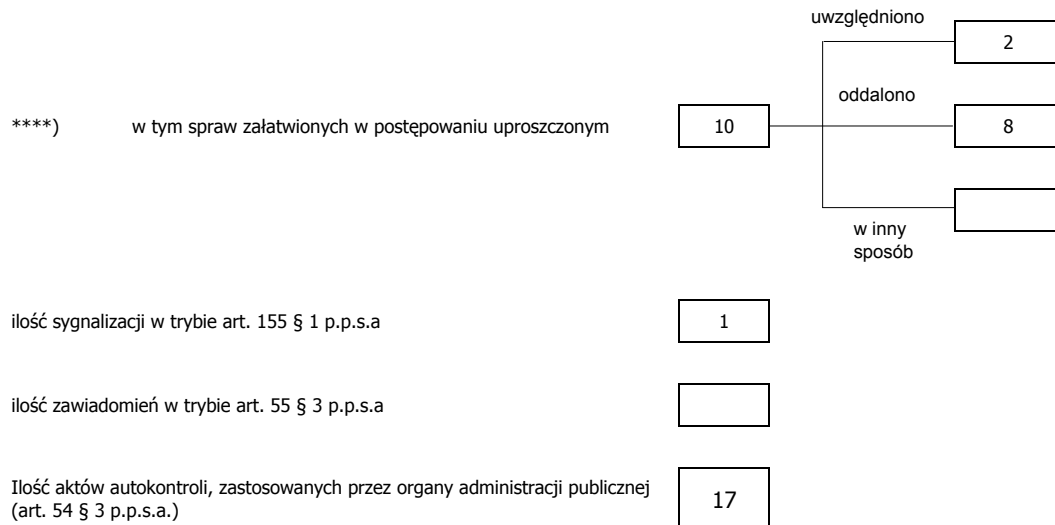 uwzględniono
2
oddalono
****) w tym spraw załatwionych w postępowaniu uproszczonym 10 8
w inny
sposób
ilość sygnalizacji w trybie art. 155 § 1 p.p.s.a 1
ilość zawiadomień w trybie art. 55 § 3 p.p.s.a
Ilość aktów autokontroli, zastosowanych przez organy administracji publicznej
(art. 54 § 3 p.p.s.a.)
17